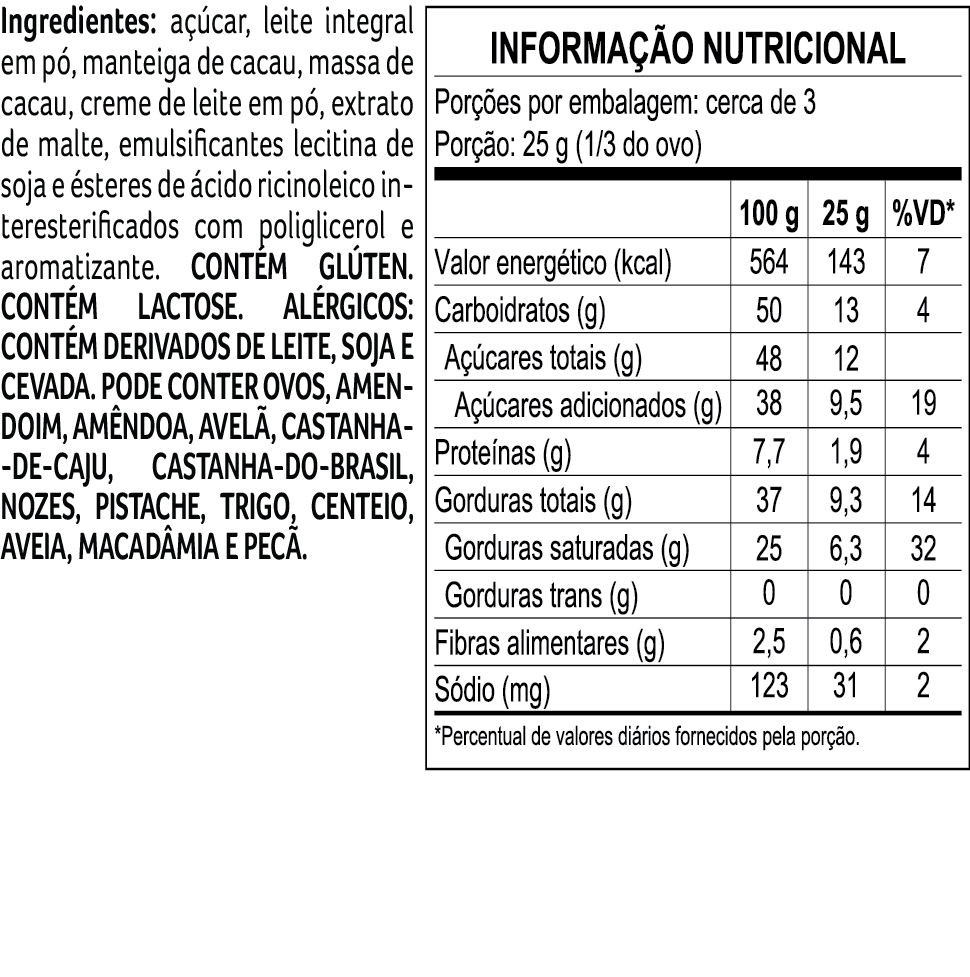 Ingredientes: açúcar, leite integral
em pó, manteiga de cacau, massa de
cacau, creme de leite em pó, extrato
de malte, emulsificantes lecitina de
soja e ésteres de ácido ricinoleico in-
teresterificados com poliglicerol e
aromatizante. CONTÉM GLÚTEN.
CONTÉM LACTOSE. ALÉRGICOS:
CONTÉM DERIVADOS DE LEITE, SOJA E
CEVADA. PODE CONTER OVOS, AMEN-
DOIM, AMÊNDOA, AVELÃ, CASTANHA-
-DE-CAJU, CASTANHA-DO-BRASIL,
NOZES, PISTACHE, TRIGO, CENTEIO,
AVEIA, MACADÂMIA E PECÃ.
INFORMAÇÃO NUTRICIONAL
Porções por embalagem: cerca de 3
Porção: 25 g (1/3 do ovo)
100 g 25 g %VD*
Valor energético (kcal) 564 143 7
Carboidratos (g) 50 13 4
Açúcares totais (g) 48 12
Açúcares adicionados (g) 38 9,5 19
Proteínas (g) 7,7 1,9 4
Gorduras totais (g) 37 9,3 14
Gorduras saturadas (g) 25 6,3 32
Gorduras trans (g) 0 0 0
Fibras alimentares (g) 2,5 0,6 2
Sódio (mg) 123 31 2
*Percentual de valores diários fornecidos pela porção.